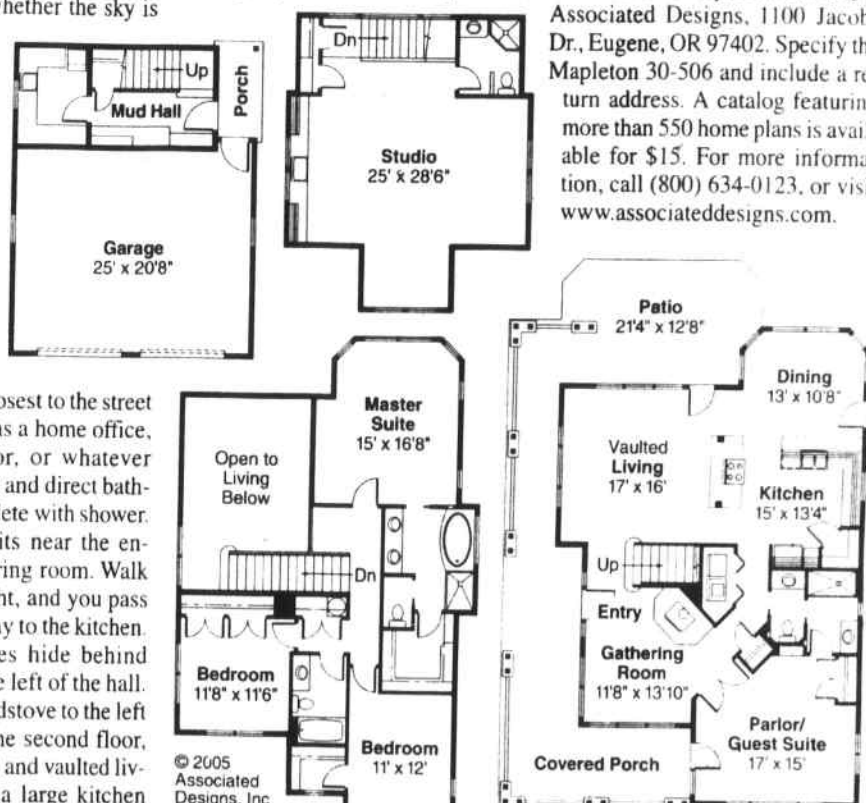 hether the sky is
Associated Designs, 1100 Jacob
Dr., Eugene, OR 97402. Specify th
Mapleton 30-506 and include a re
turn address. A catalog featurin
more than 550 home plans is avai
able for $15. For more informa
tion, call (800) 634-0123, or visi
www.associateddesigns.com.
Up
Mud Hall
Porch
Garage
25' x 20'8"
Dn
Studio
25' x 28'6"
osest to the street
as a home office,
or, or whatever
and direct bath-
lete with shower.
its near the en-
ring room. Walk
nt, and you pass
ay to the kitchen.
es hide behind
e left of the hall.
dstove to the left
he second floor,
and vaulted liv-
a large kitchen
Master
Suite
15' x 16'8"
Open to
Living
Below
Dn
Bedroom
11'8" x 11'6"
Bedroom
11' x 12'
© 2005
Associated
Designs, Inc.
Patio
21'4" x 12'8"
Dining
13' x 10'8"
Vaulted
Living
17' x 16'
Kitchen
15' x 13'4"
Up
Entry
Gathering
Room
11'8" x 13'10"
Parlor/
Guest Suite
17' x 15'
Covered Porch